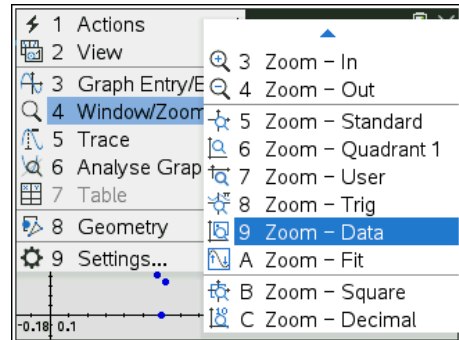 1 Actions
2 View
3 Graph Entry/E
4 Window/Zoom
5 Trace
6 Analyse Grap
7 Table
8 Geometry
9 Settings...
3 Zoom – In
4 Zoom – Out
5 Zoom – Standard
6 Zoom – Quadrant 1
7 Zoom – User
8 Zoom – Trig
9 Zoom – Data
A Zoom – Fit
B Zoom – Square
C Zoom – Decimal
-0.18 0.1